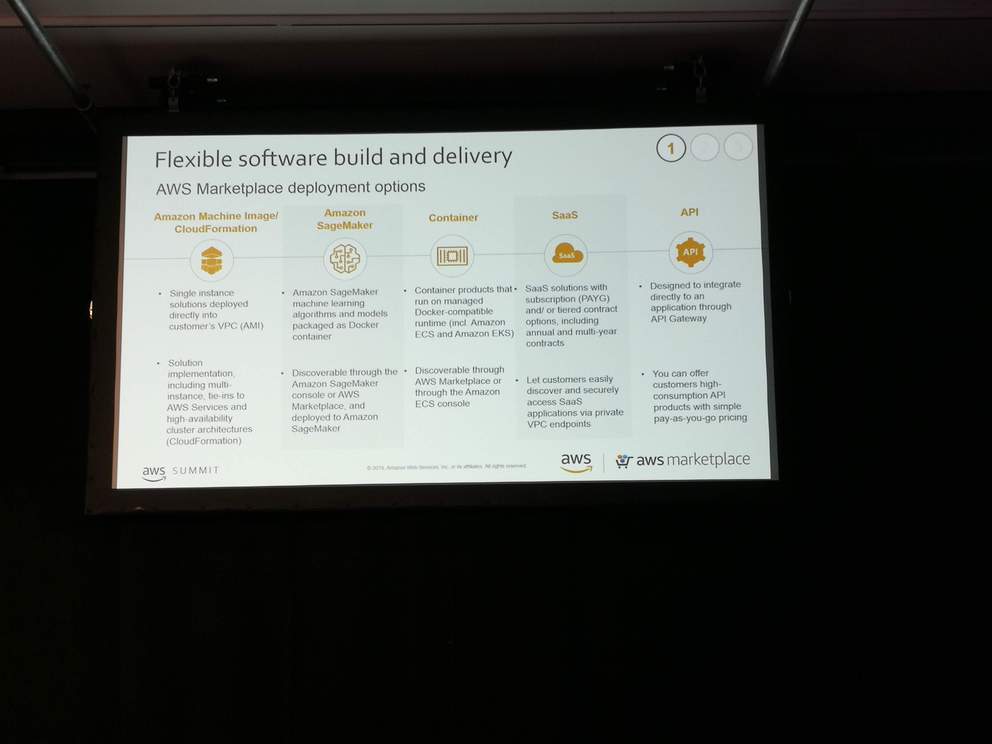 Flexible software build and delivery
1
AWS Marketplace deployment options
Amazon Machine Image/
CloudFormation
• Single instance
solutions deployed
directly into
customer's VPC (AMI)
• Solution
implementation,
including multi-
instance, tie-ins to
AWS Services and
high-availability
cluster architectures
(CloudFormation)
Amazon
SageMaker
• Amazon SageMaker
machine learning
algorithms and models
packaged as Docker
container
• Discoverable through the
Amazon SageMaker
console or AWS
Marketplace, and
deployed to Amazon
SageMaker
Container
• Container products that
run on managed
Docker-compatible
runtime (incl Amazon
ECS and Amazon EKS)
• Discoverable through
AWS Marketplace or
through the Amazon
ECS console
SaaS
SaaS
• SaaS solutions with
subscription (PAYG)
and/ or tiered contract
options, including
annual and multi-year
contracts
• Let customers easily
discover and securely
access SaaS
applications via private
VPC endpoints
API
API
• Designed to integrate
directly to an
application through
API Gateway
• You can offer
customers high-
consumption API
products with simple
pay-as-you-go pricing
aws SUMMIT
© 2019, Amazon Web Services, Inc. or its affiliates. All rights reserved.
aws
aws marketplace